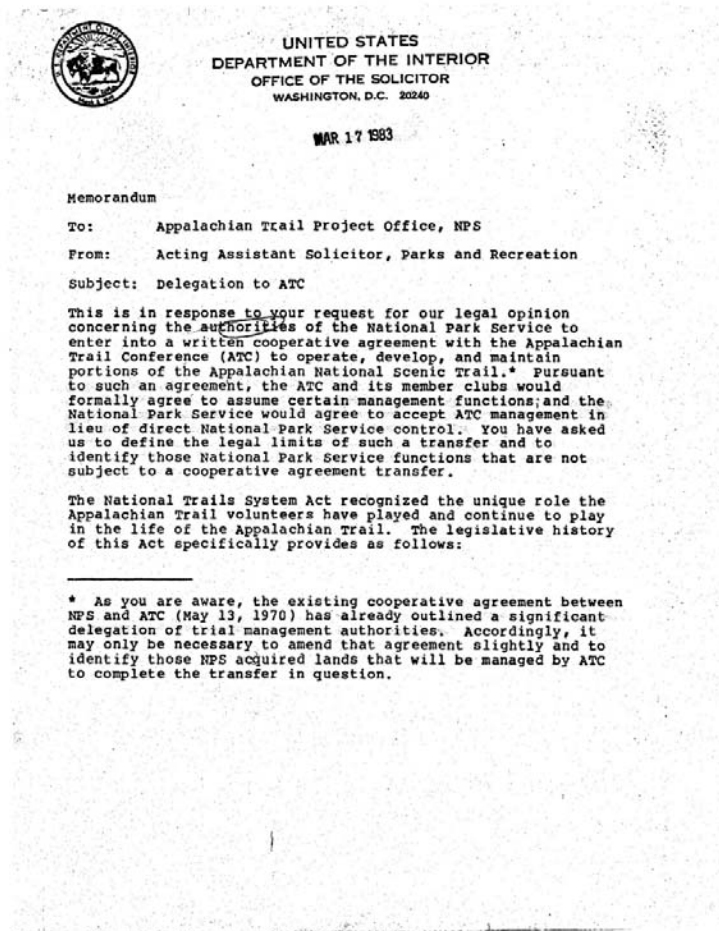 UNITED STATES
DEPARTMENT OF THE INTERIOR
OFFICE OF THE SOLICITOR
WASHINGTON, D.C. 20240
MAR 17 1983
Memorandum
To: Appalachian Trail Project Office, NPS
From: Acting Assistant Solicitor, Parks and Recreation
Subject: Delegation to ATC
This is in response to your request for our legal opinion
concerning the authorities of the National Park Service to
enter into a written cooperative agreement with the Appalachian
Trail Conference (ATC) to operate, develop, and maintain
portions of the Appalachian National Scenic Trail.* Pursuant
to such an agreement, the ATC and its member clubs would
formally agree to assume certain management functions;and the
National Park Service would agree to accept ATC management in
lieu of direct National Park Service control. You have asked
us to define the legal limits of such a transfer and to
identify those National Park Service functions that are not
subject to a cooperative agreement transfer.
The National Trails System Act recognized the unique role the
Appalachian Trail volunteers have played and continue to play
in the life of the Appalachian Trail. The legislative history
of this Act specifically provides as follows:
* As you are aware, the existing cooperative agreement between
NPS and ATC (May 13, 1970) has already outlined a significant
delegation of trial management authorities. Accordingly, it
may only be necessary to amend that agreement slightly and to
identify those NPS acquired lands that will be managed by ATC
to complete the transfer in question.